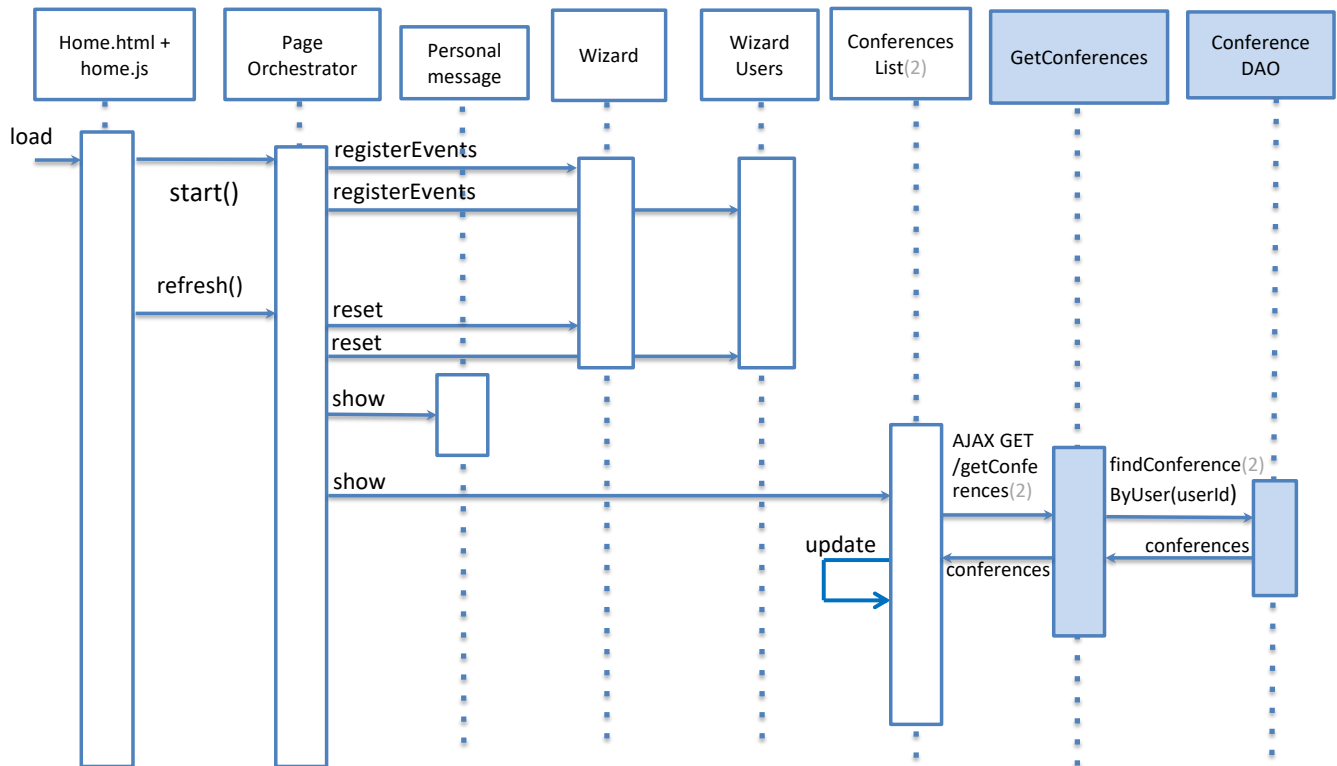 Home.html +
home.js
Page
Orchestrator
Personal
message
Wizard
Wizard
Users
Conferences
List(2)
GetConferences
Conference
DAO
load
registerEvents
start()
registerEvents
refresh()
reset
reset
show
AJAX GET
/getConfe
rences(2)
findConference(2)
ByUser(userId)
show
update
conferences
conferences